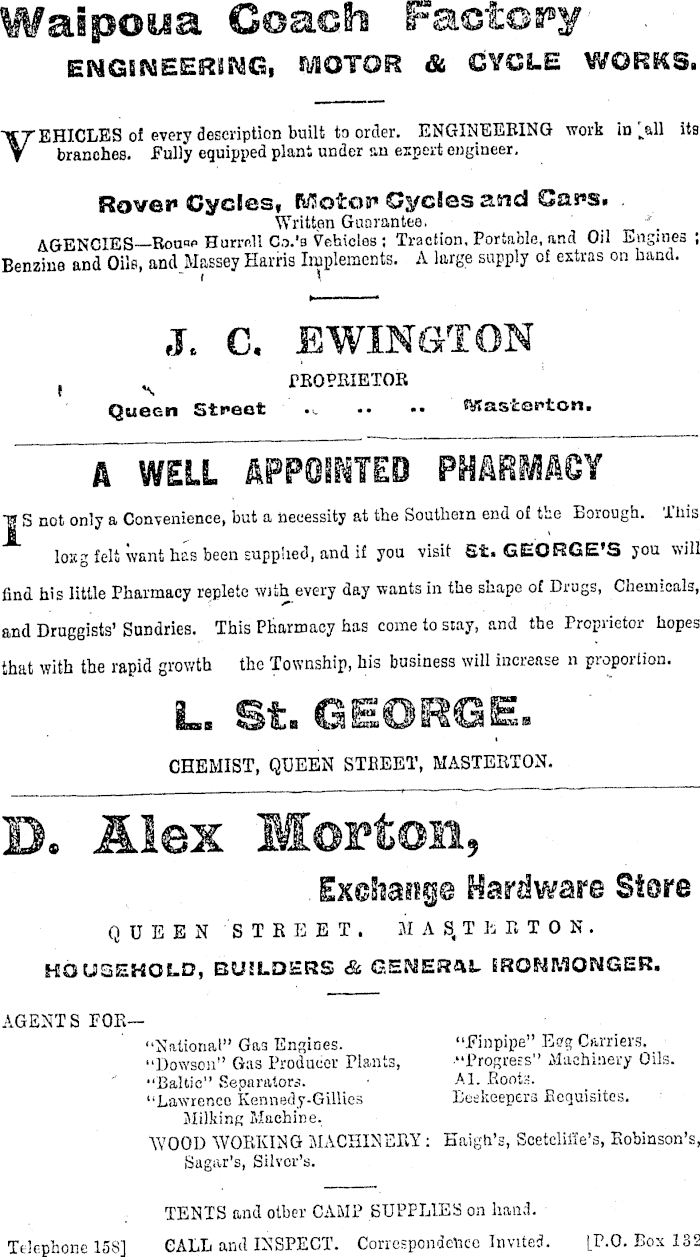 Waipoua Coach Factory
ENGINEERING, MOTOR & CYCLE WORKS.
VEHICLES of every description built to order. ENGINEERING work in all its
branches. Fully equipped plant under an expert engineer.
Rover Cycles, Motor Cycles and Cars.
Written Guarantee.
AGENCIES—Rouse Hurrell Co.'s Vehicles; Traction, Portable, and Oil Engines;
Benzine and Oils, and Massey Harris Implements. A large supply of extras on hand.
J. C. EWINGTON
PROPRIETOR
Queen Street .. .. .. Masterton.
A WELL APPOINTED PHARMACY
IS not only a Convenience, but a necessity at the Southern end of the Borough. This
long felt want has been supplied, and if you visit St. GEORGE'S you will
find his little Pharmacy replete with every day wants in the shape of Drugs, Chemicals,
and Druggists' Sundries. This Pharmacy has come to stay, and the Proprietor hopes
that with the rapid growth the Township, his business will increase n proportion.
L. St. GEORGE.
CHEMIST, QUEEN STREET, MASTERTON.
D. Alex Morton,
Exchange Hardware Store
QUEEN STREET. MASTERTON.
HOUSEHOLD, BUILDERS & GENERAL IRONMONGER.
AGENTS FOR—
"National" Gas Engines. "Finpipe" Egg Carriers.
"Dowson" Gas Producer Plants, "Progress" Machinery Oils.
"Baltic" Separators. A1. Roots.
"Lawrence Kennedy-Gillies Beekeepers Requisites.
Milking Machine.
WOOD WORKING MACHINERY: Haigh's, Scetcliffe's, Robinson's,
Sagar's, Silver's.
TENTS and other CAMP SUPPLIES on hand.
Telephone 158] CALL and INSPECT. Correspondence Invited. [P.O. Box 132